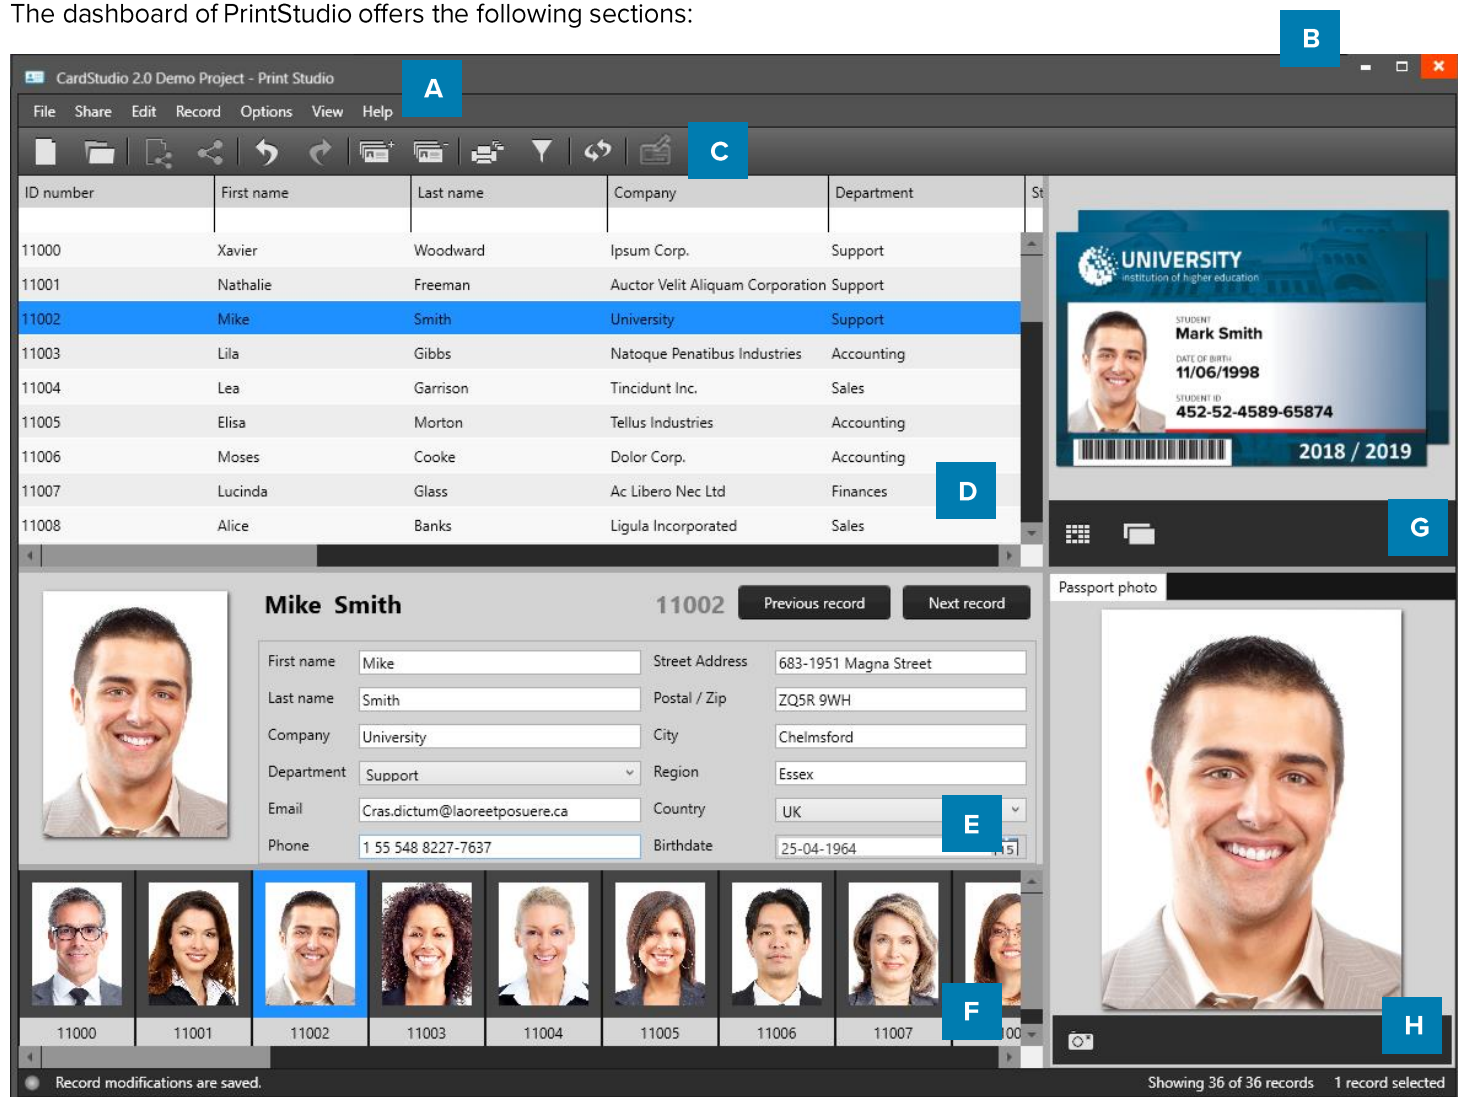 The dashboard of PrintStudio offers the following sections:
B
CardStudio 2.0 Demo Project - Print Studio
A
File Share Edit Record Options View Help
C
ID number First name Last name Company Department St
11000 Xavier Woodward Ipsum Corp. Support
11001 Nathalie Freeman Auctor Velit Aliquam Corporation Support
11002 Mike Smith University Support
11003 Lila Gibbs Natoque Penatibus Industries Accounting
11004 Lea Garrison Tincidunt Inc. Sales
11005 Elisa Morton Tellus Industries Accounting
11006 Moses Cooke Dolor Corp. Accounting
11007 Lucinda Glass Ac Libero Nec Ltd Finances
D
11008 Alice Banks Ligula Incorporated Sales
UNIVERSITY
institution of higher education
STUDENT
Mark Smith
DATE OF BIRTH
11/06/1998
STUDENT ID
452-52-4589-65874
2018 / 2019
G
Mike Smith 11002 Previous record Next record
First name Mike Street Address 683-1951 Magna Street
Last name Smith Postal / Zip ZQ5R 9WH
Company University City Chelmsford
Department Support Region Essex
Email Cras.dictum@laoreetposuere.ca Country UK
E
Phone 1 55 548 8227-7637 Birthdate 25-04-1964 15
Passport photo
F
11000 11001 11002 11003 11004 11005 11006 11007 100
H
Record modifications are saved. Showing 36 of 36 records 1 record selected